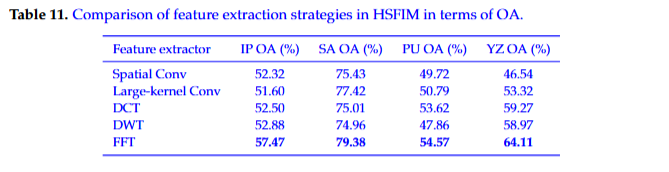 Table 11. Comparison of feature extraction strategies in HSFIM in terms of OA.
Feature extractor IP OA (%) SA OA (%) PU OA (%) YZ OA (%)
Spatial Conv 52.32 75.43 49.72 46.54
Large-kernel Conv 51.60 77.42 50.79 53.32
DCT 52.50 75.01 53.62 59.27
DWT 52.88 74.96 47.86 58.97
FFT 57.47 79.38 54.57 64.11